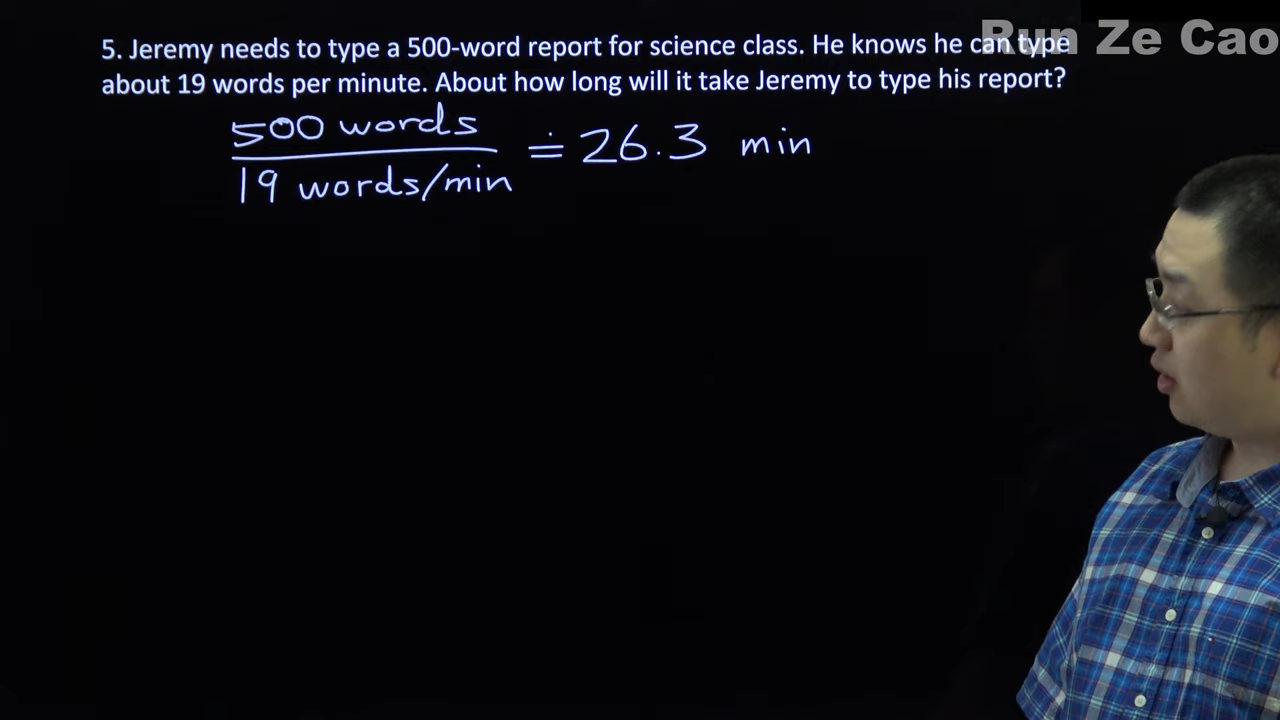 Run Ze Cao
5. Jeremy needs to type a 500-word report for science class. He knows he can type
about 19 words per minute. About how long will it take Jeremy to type his report?
500 words
19 words/min
≐ 26.3 min